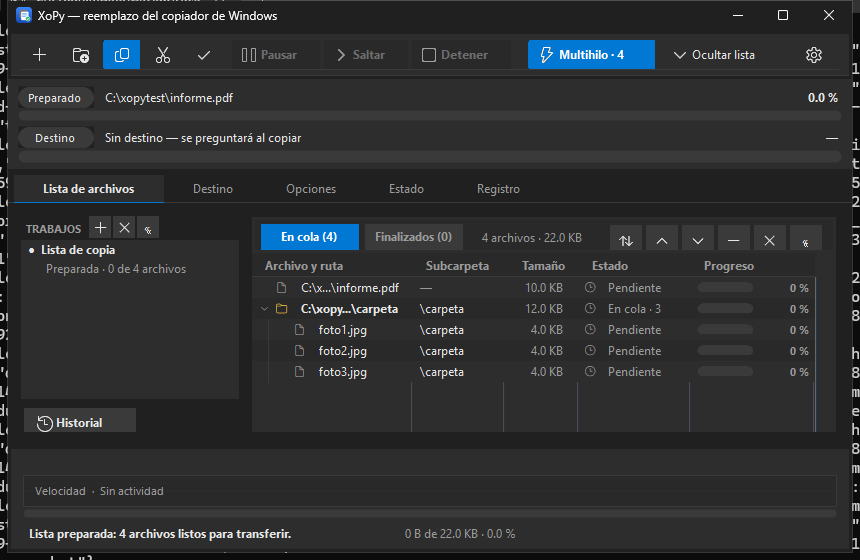 XoPy — reemplazo del copiador de Windows
Pausar
Saltar
Detener
Multihilo · 4
Ocultar lista
Preparado C:\xopytest\informe.pdf 0.0 %
Destino Sin destino — se preguntará al copiar —
Lista de archivos Destino Opciones Estado Registro
TRABAJOS
Lista de copia
Preparada · 0 de 4 archivos
Historial
En cola (4) Finalizados (0) 4 archivos · 22.0 KB
Archivo y ruta Subcarpeta Tamaño Estado Progreso
C:\x...\informe.pdf — 10.0 KB Pendiente 0 %
C:\xopy...\carpeta \carpeta 12.0 KB En cola · 3 0 %
foto1.jpg \carpeta 4.0 KB Pendiente 0 %
foto2.jpg \carpeta 4.0 KB Pendiente 0 %
foto3.jpg \carpeta 4.0 KB Pendiente 0 %
Velocidad · Sin actividad
Lista preparada: 4 archivos listos para transferir. 0 B de 22.0 KB · 0.0 %